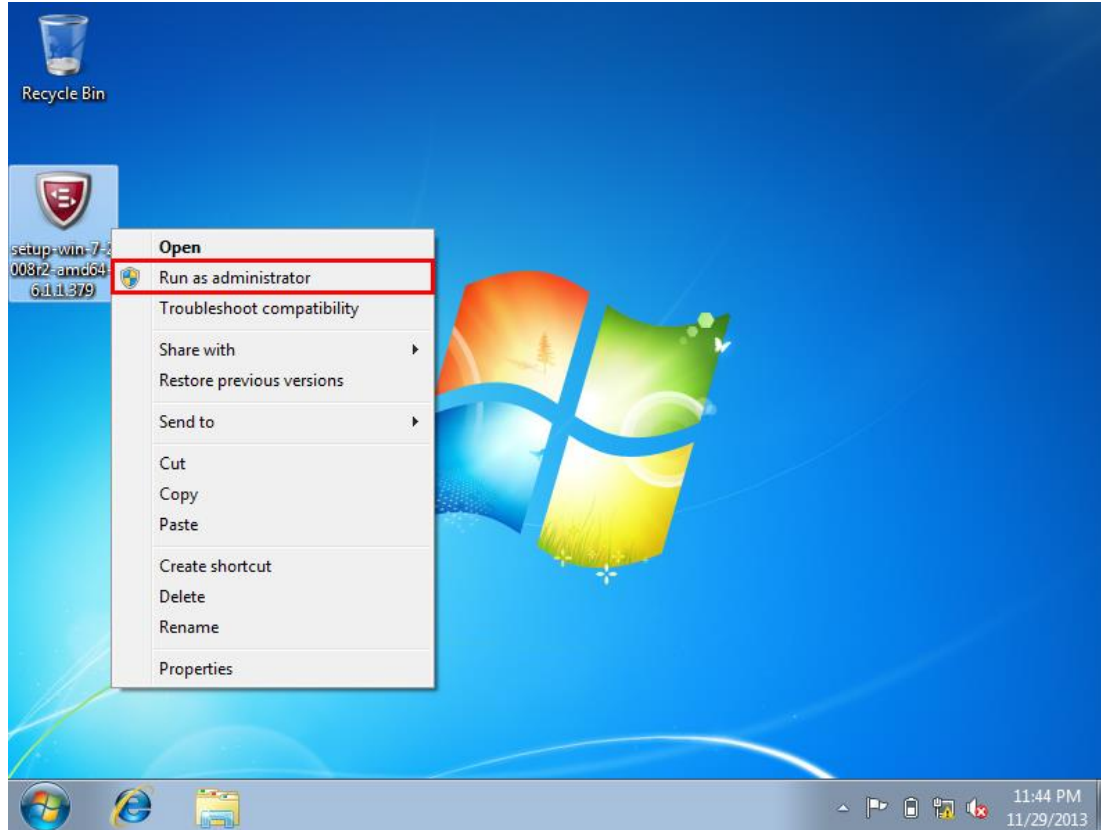 Recycle Bin
setup-win-7-2
008r2-amd64-
6.1.1.379
Open
Run as administrator
Troubleshoot compatibility
Share with
Restore previous versions
Send to
Cut
Copy
Paste
Create shortcut
Delete
Rename
Properties
11:44 PM
11/29/2013